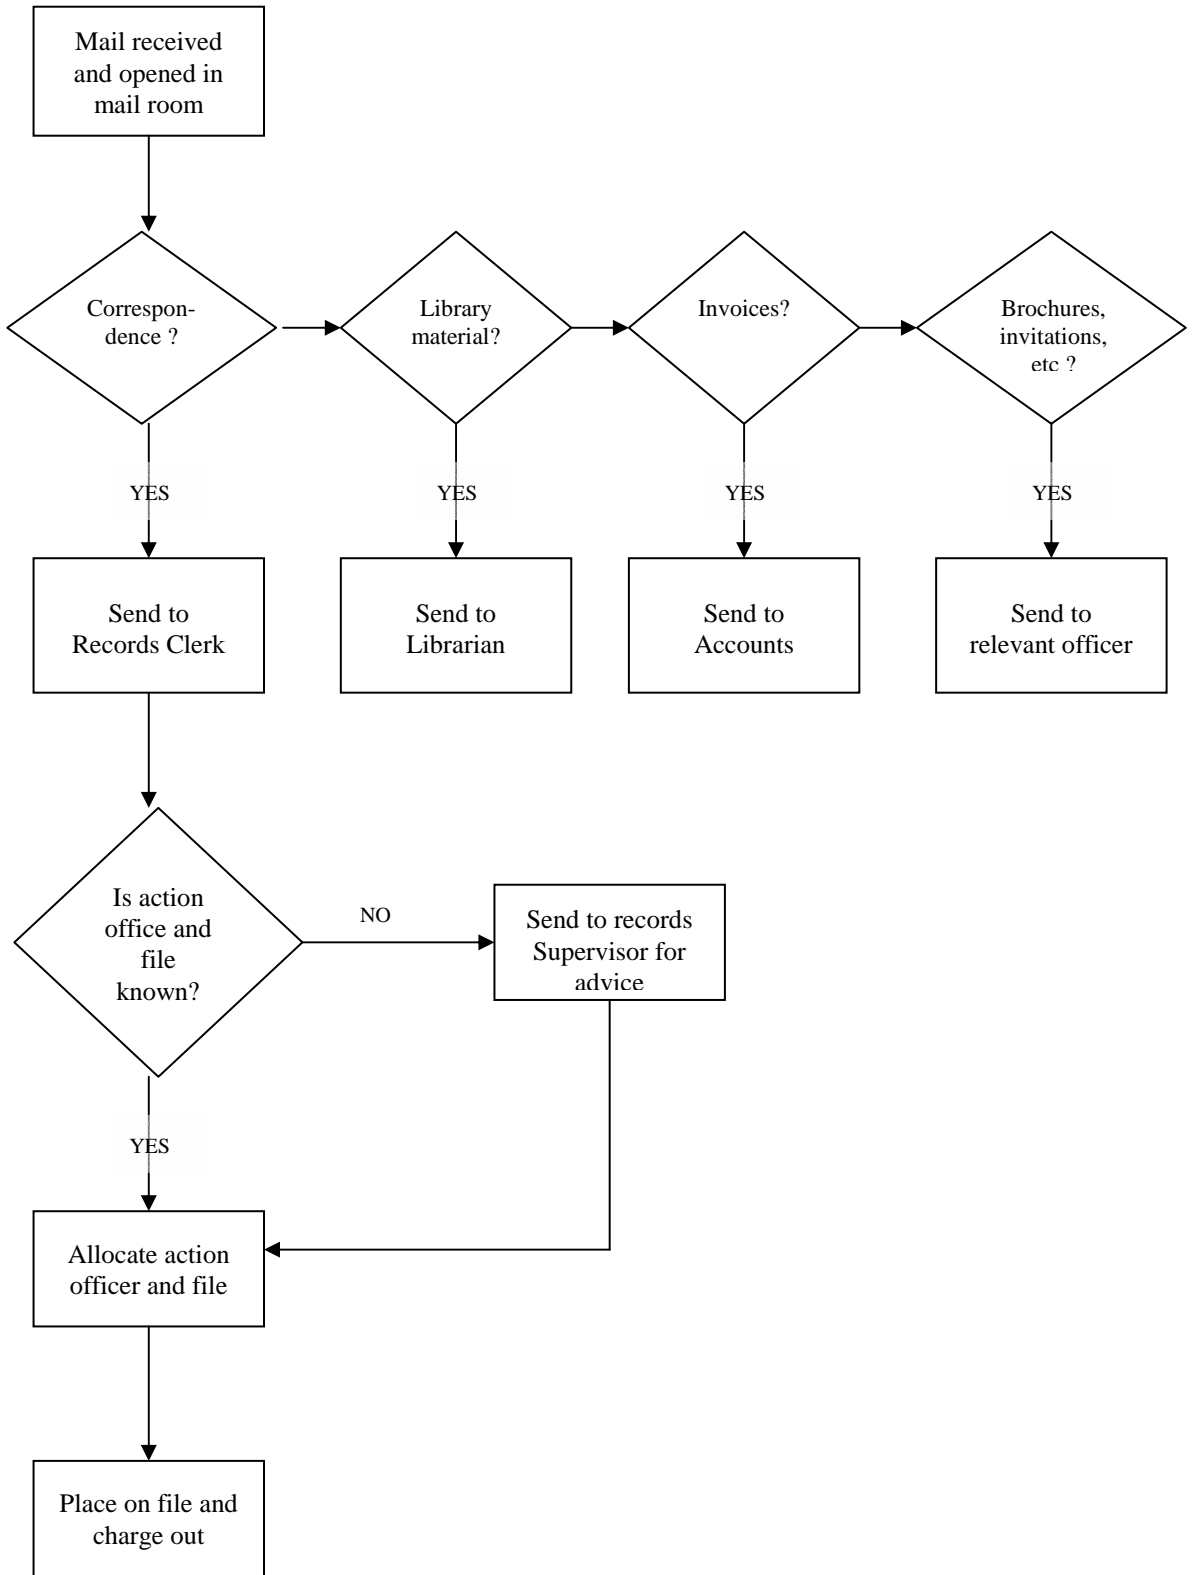 Mail received
and opened in
mail room
Correspon-
dence ?
Library
material?
Invoices?
Brochures,
invitations,
etc ?
YES
YES
YES
YES
Send to
Records Clerk
Send to
Librarian
Send to
Accounts
Send to
relevant officer
Is action
office and
file
known?
NO
Send to records
Supervisor for
advice
YES
Allocate action
officer and file
Place on file and
charge out